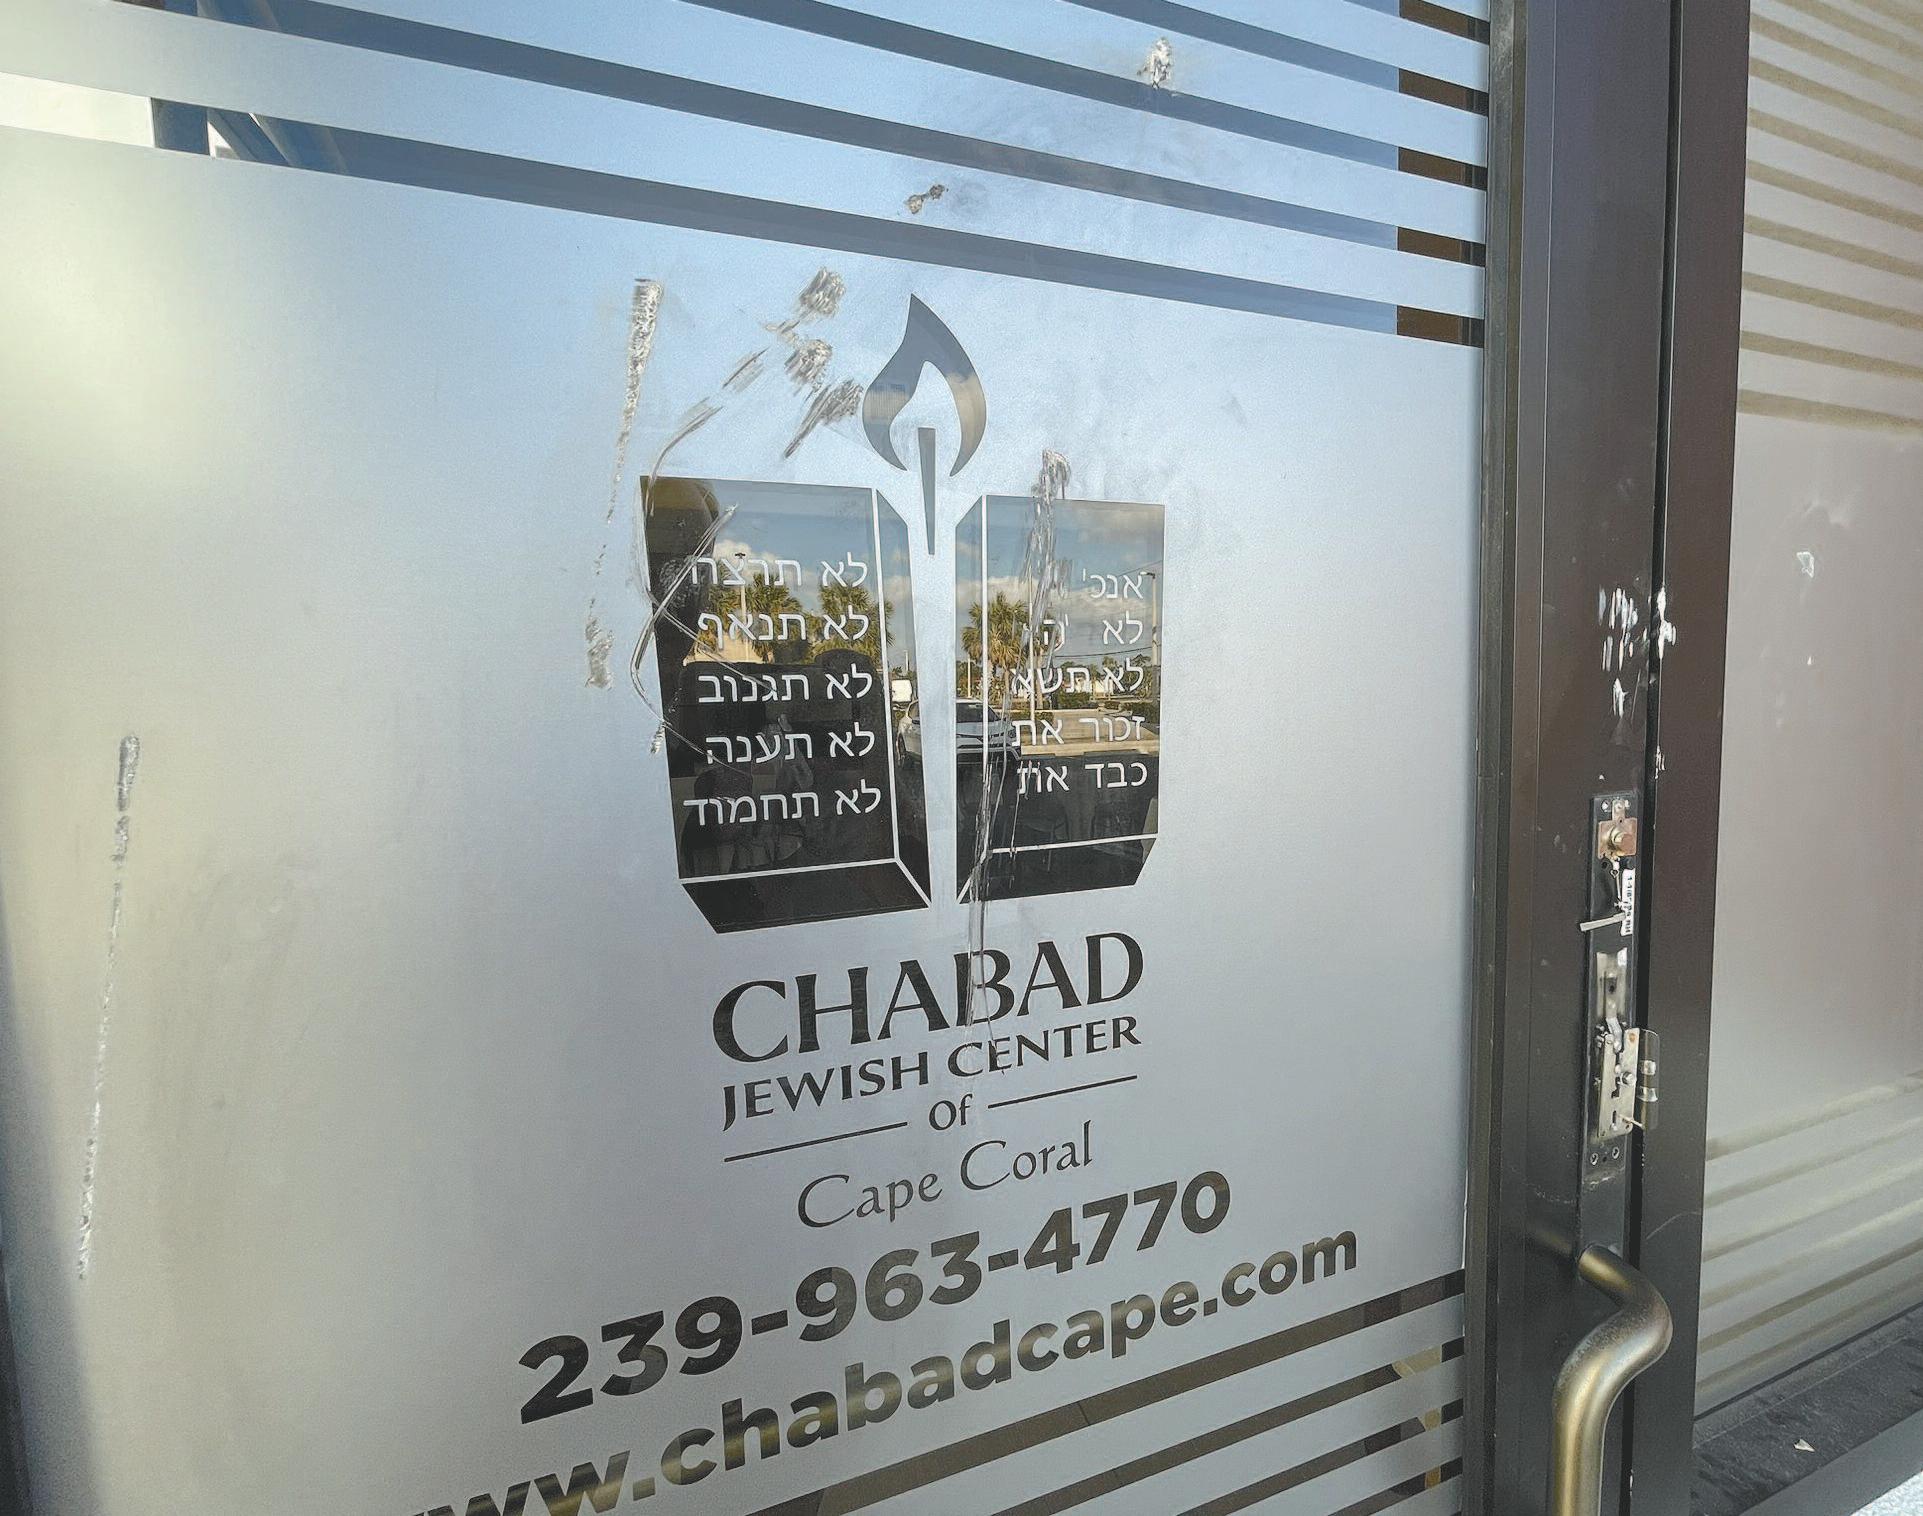 אנכי
לא יהי
לא תשא
זכור את
כבד את
לא תרצח
לא תנאף
לא תגנוב
לא תענה
לא תחמוד
CHABAD
JEWISH CENTER
of
Cape Coral
239-963-4770
www.chabadcape.com